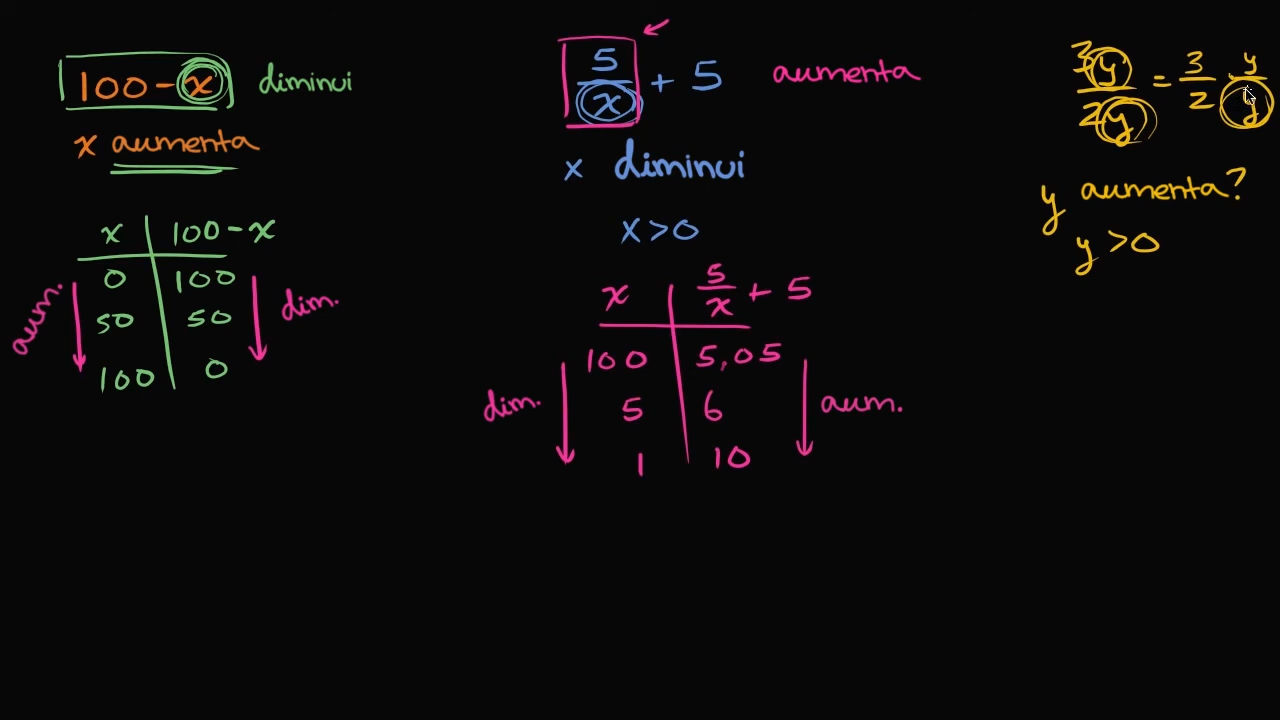 100 - x diminui
x aumenta
x | 100 - x
0 | 100
50 | 50
100 | 0
aum.
dim.
5/x + 5 aumenta
x diminui
x > 0
x | 5/x + 5
100 | 5,05
5 | 6
1 | 10
dim.
aum.
3y/2y = 3/2 y/y
y aumenta?
y > 0